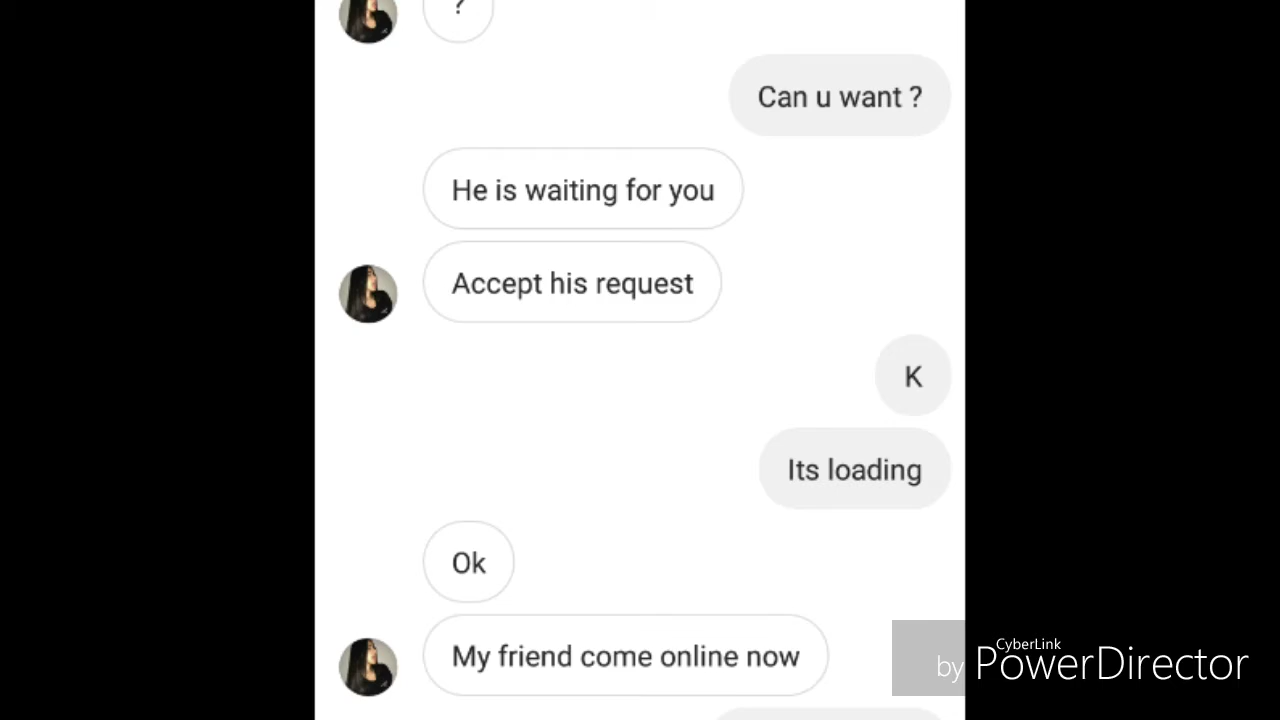 ?
Can u want ?
He is waiting for you
Accept his request
K
Its loading
Ok
My friend come online now
CyberLink
by PowerDirector